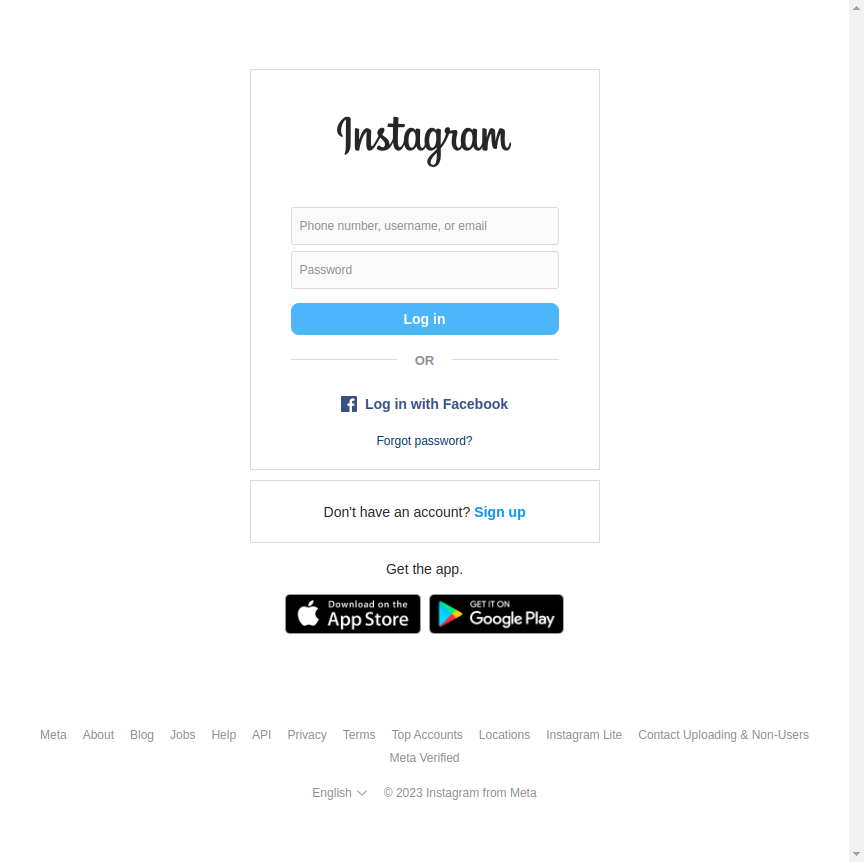 Instagram
Phone number, username, or email
Password
Log in
OR
Log in with Facebook
Forgot password?
Don't have an account? Sign up
Get the app.
Download on the
App Store
GET IT ON
Google Play
Meta About Blog Jobs Help API Privacy Terms Top Accounts Locations Instagram Lite Contact Uploading & Non-Users
Meta Verified
English © 2023 Instagram from Meta